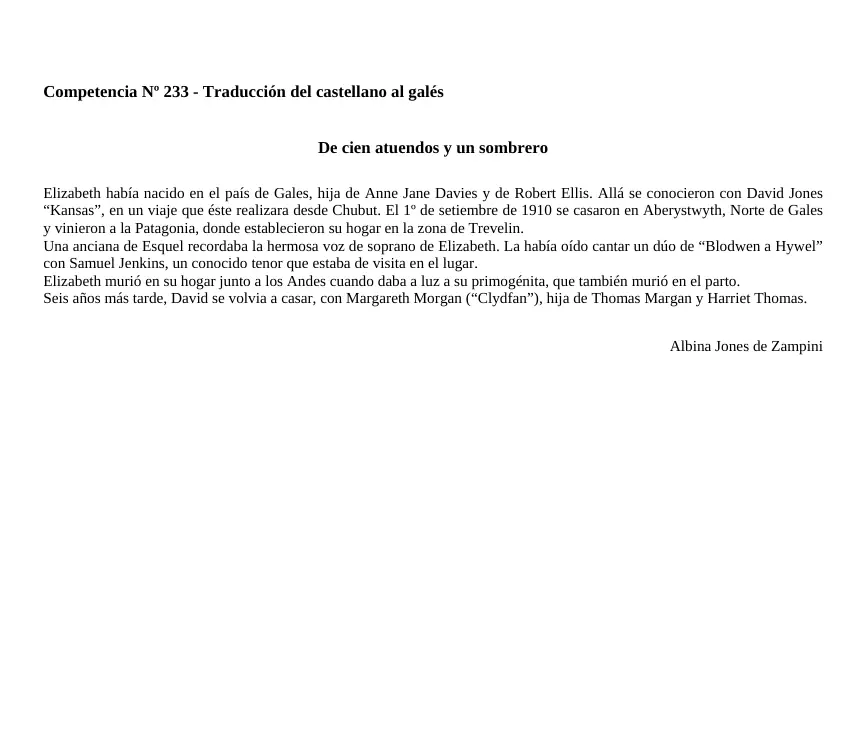 Competencia Nº 233 - Traducción del castellano al galés
De cien atuendos y un sombrero
Elizabeth había nacido en el país de Gales, hija de Anne Jane Davies y de Robert Ellis. Allá se conocieron con David Jones
“Kansas”, en un viaje que éste realizara desde Chubut. El 1º de setiembre de 1910 se casaron en Aberystwyth, Norte de Gales
y vinieron a la Patagonia, donde establecieron su hogar en la zona de Trevelin.
Una anciana de Esquel recordaba la hermosa voz de soprano de Elizabeth. La había oído cantar un dúo de “Blodwen a Hywel”
con Samuel Jenkins, un conocido tenor que estaba de visita en el lugar.
Elizabeth murió en su hogar junto a los Andes cuando daba a luz a su primogénita, que también murió en el parto.
Seis años más tarde, David se volvia a casar, con Margareth Morgan (“Clydfan”), hija de Thomas Margan y Harriet Thomas.
Albina Jones de Zampini